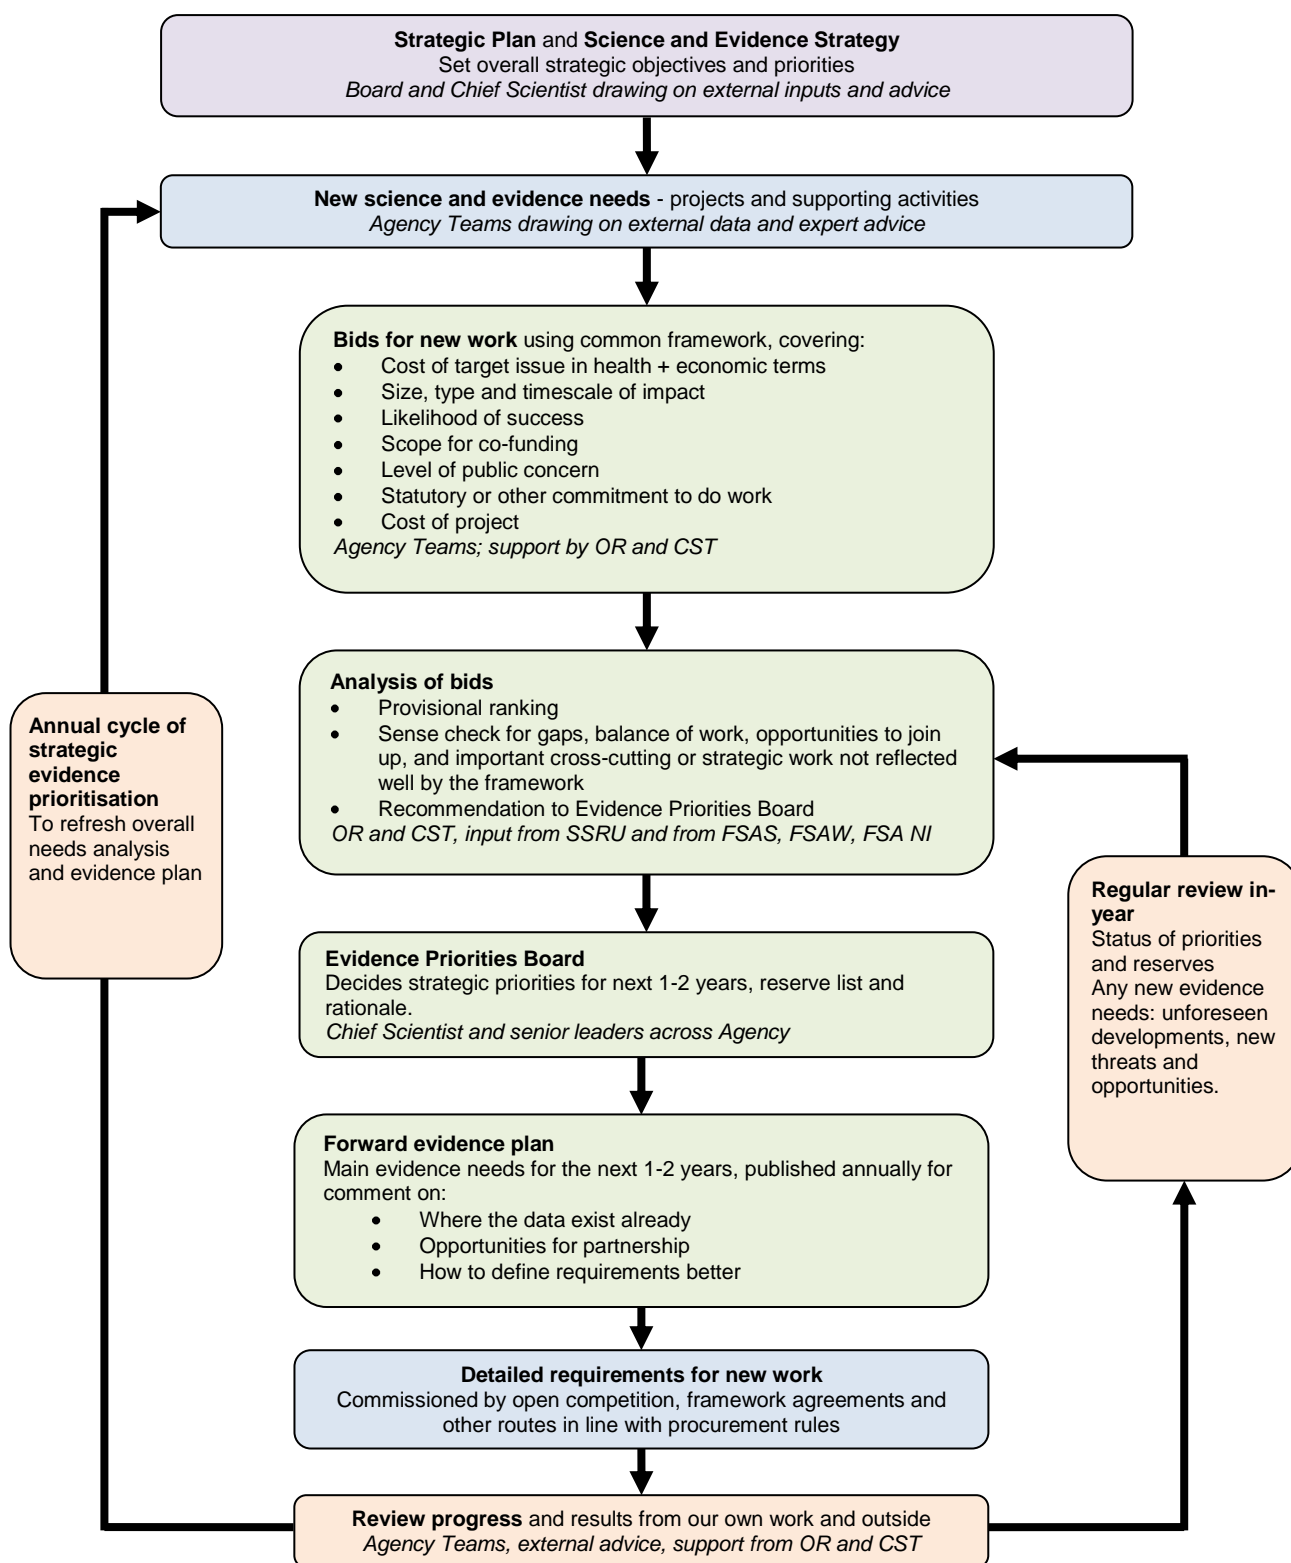 Strategic Plan and Science and Evidence Strategy
Set overall strategic objectives and priorities
Board and Chief Scientist drawing on external inputs and advice
New science and evidence needs - projects and supporting activities
Agency Teams drawing on external data and expert advice
Bids for new work using common framework, covering:
• Cost of target issue in health + economic terms
• Size, type and timescale of impact
• Likelihood of success
• Scope for co-funding
• Level of public concern
• Statutory or other commitment to do work
• Cost of project
Agency Teams; support by OR and CST
Analysis of bids
• Provisional ranking
• Sense check for gaps, balance of work, opportunities to join
up, and important cross-cutting or strategic work not reflected
well by the framework
• Recommendation to Evidence Priorities Board
OR and CST, input from SSRU and from FSAS, FSAW, FSA NI
Annual cycle of
strategic
evidence
prioritisation
To refresh overall
needs analysis
and evidence plan
Regular review in-
year
Status of priorities
and reserves
Any new evidence
needs: unforeseen
developments, new
threats and
opportunities.
Evidence Priorities Board
Decides strategic priorities for next 1-2 years, reserve list and
rationale.
Chief Scientist and senior leaders across Agency
Forward evidence plan
Main evidence needs for the next 1-2 years, published annually for
comment on:
• Where the data exist already
• Opportunities for partnership
• How to define requirements better
Detailed requirements for new work
Commissioned by open competition, framework agreements and
other routes in line with procurement rules
Review progress and results from our own work and outside
Agency Teams, external advice, support from OR and CST